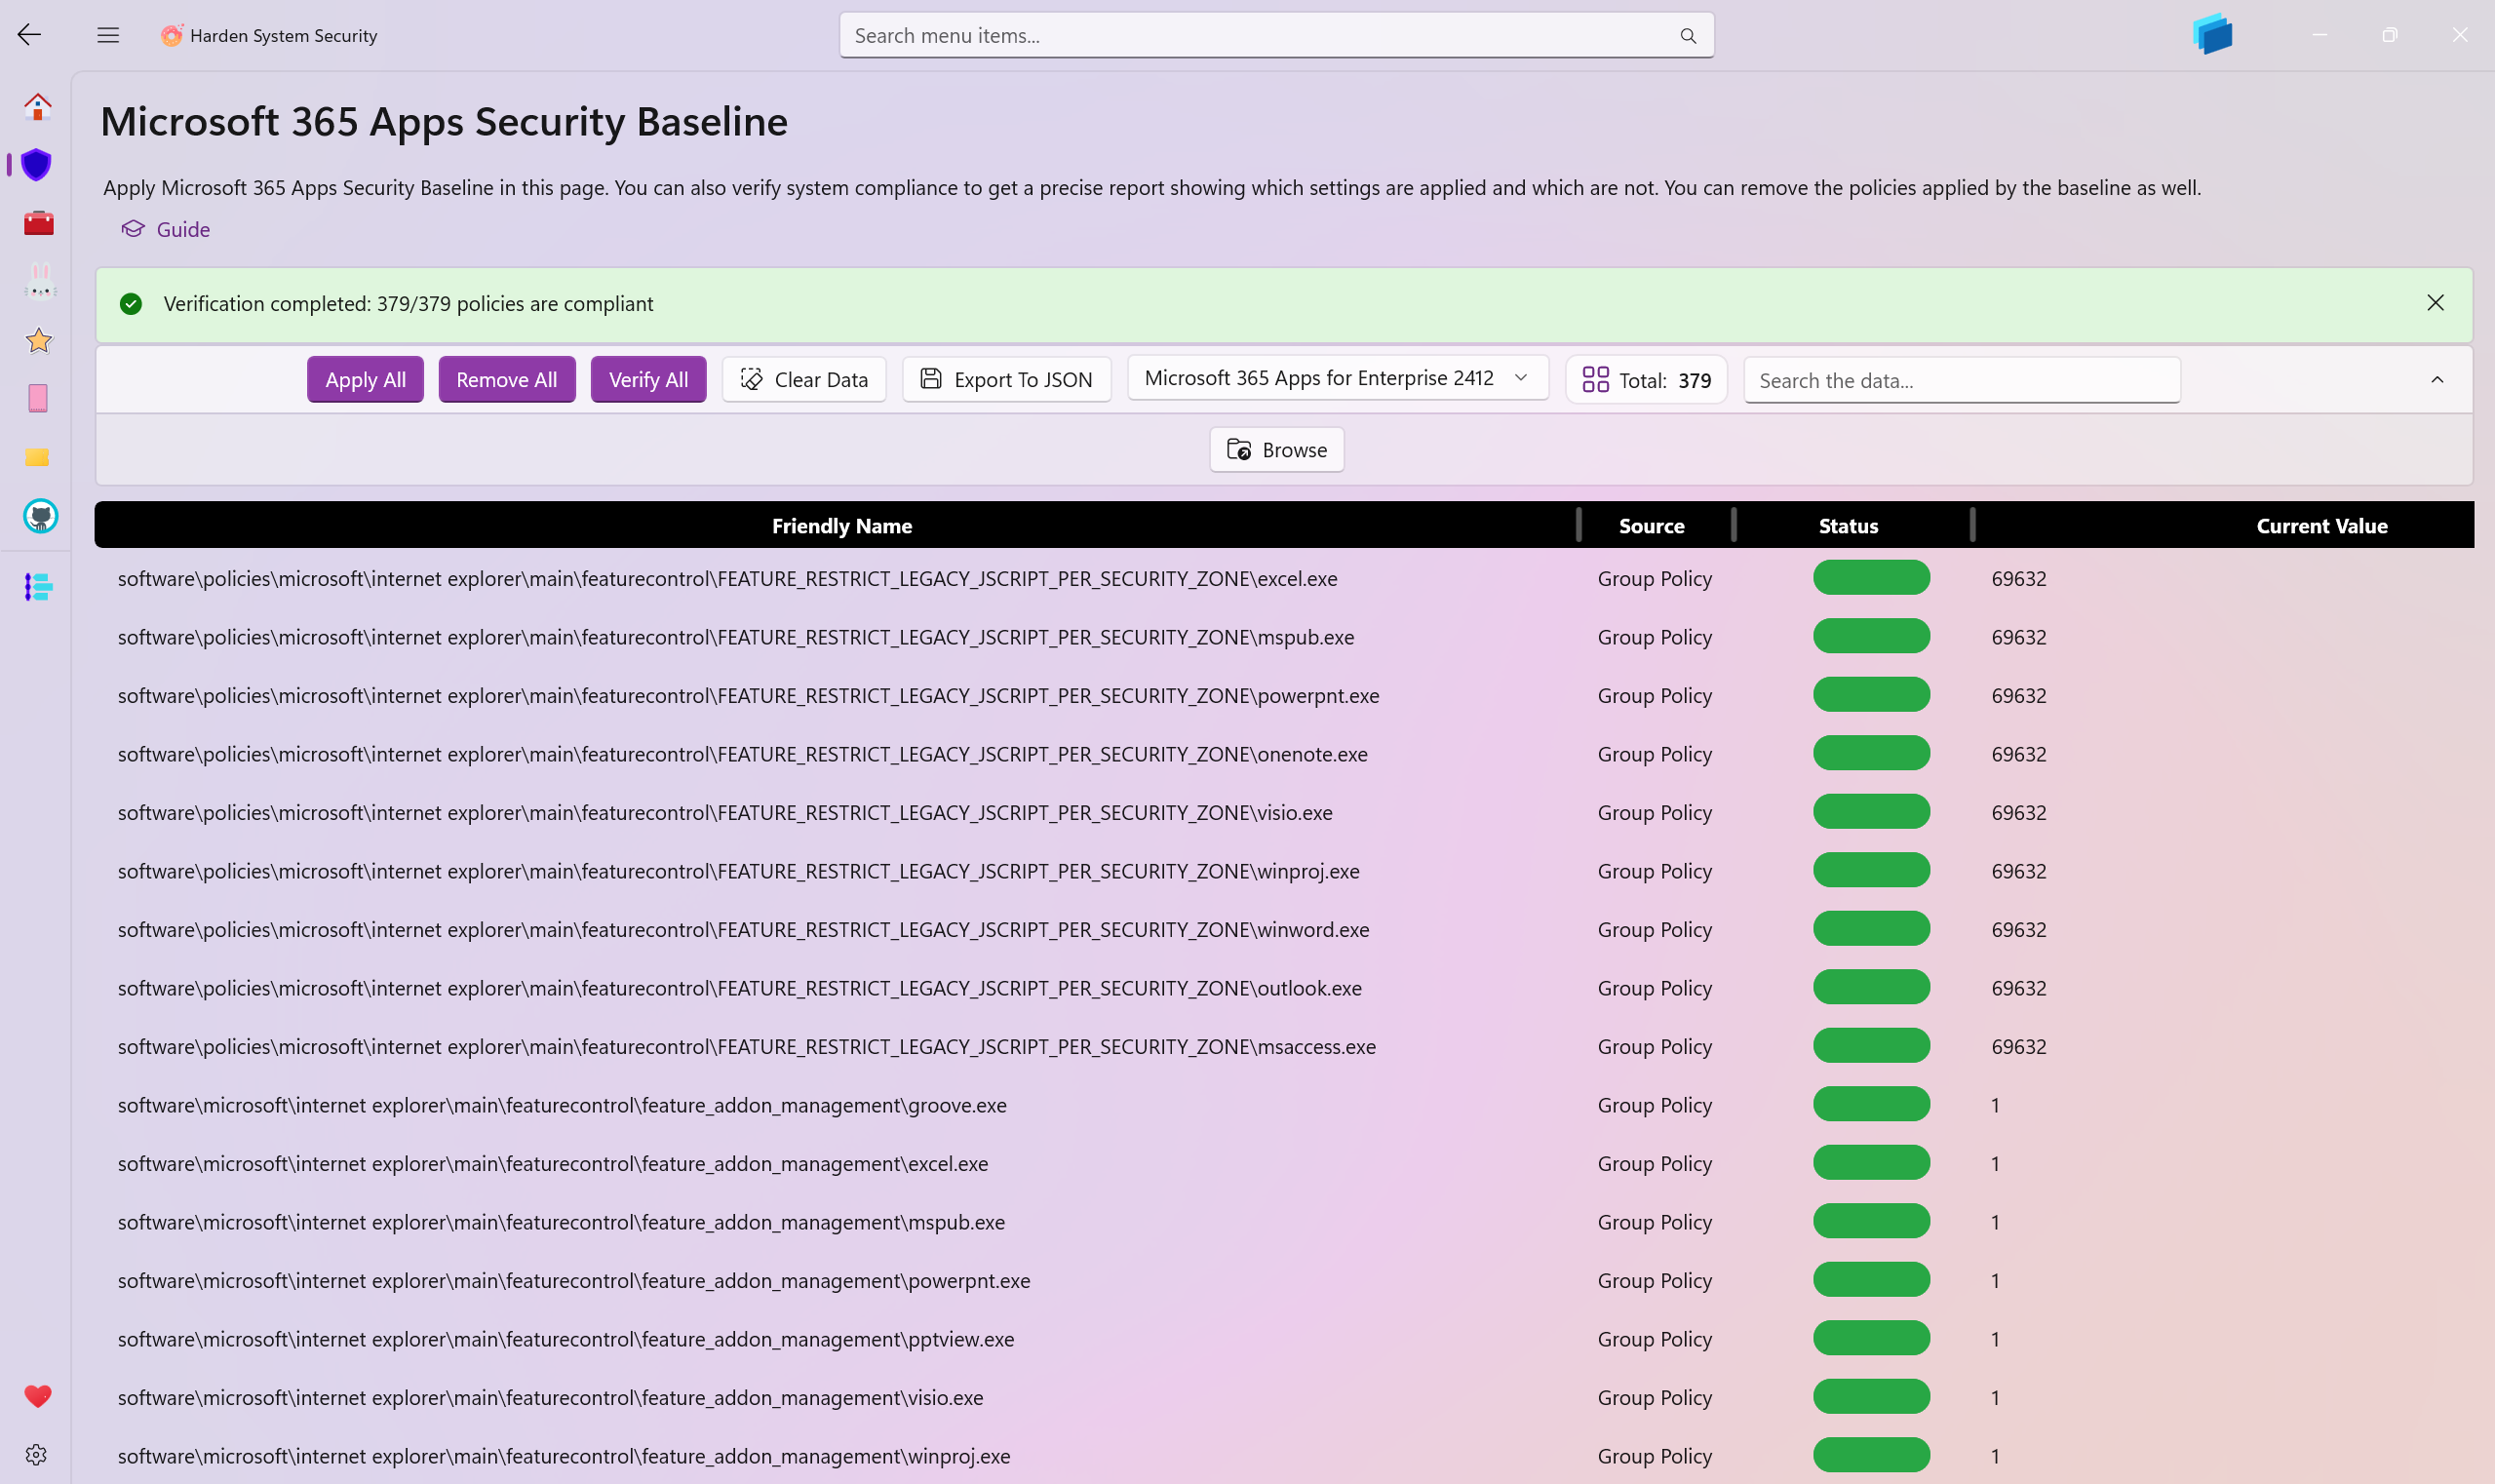 Harden System Security
Search menu items...
Microsoft 365 Apps Security Baseline
Apply Microsoft 365 Apps Security Baseline in this page. You can also verify system compliance to get a precise report showing which settings are applied and which are not. You can remove the policies applied by the baseline as well.
Guide
Verification completed: 379/379 policies are compliant
Apply All Remove All Verify All Clear Data Export To JSON Microsoft 365 Apps for Enterprise 2412 Total: 379 Search the data...
Browse
Friendly Name Source Status Current Value
software\policies\microsoft\internet explorer\main\featurecontrol\FEATURE_RESTRICT_LEGACY_JSCRIPT_PER_SECURITY_ZONE\excel.exe Group Policy 69632
software\policies\microsoft\internet explorer\main\featurecontrol\FEATURE_RESTRICT_LEGACY_JSCRIPT_PER_SECURITY_ZONE\mspub.exe Group Policy 69632
software\policies\microsoft\internet explorer\main\featurecontrol\FEATURE_RESTRICT_LEGACY_JSCRIPT_PER_SECURITY_ZONE\powerpnt.exe Group Policy 69632
software\policies\microsoft\internet explorer\main\featurecontrol\FEATURE_RESTRICT_LEGACY_JSCRIPT_PER_SECURITY_ZONE\onenote.exe Group Policy 69632
software\policies\microsoft\internet explorer\main\featurecontrol\FEATURE_RESTRICT_LEGACY_JSCRIPT_PER_SECURITY_ZONE\visio.exe Group Policy 69632
software\policies\microsoft\internet explorer\main\featurecontrol\FEATURE_RESTRICT_LEGACY_JSCRIPT_PER_SECURITY_ZONE\winproj.exe Group Policy 69632
software\policies\microsoft\internet explorer\main\featurecontrol\FEATURE_RESTRICT_LEGACY_JSCRIPT_PER_SECURITY_ZONE\winword.exe Group Policy 69632
software\policies\microsoft\internet explorer\main\featurecontrol\FEATURE_RESTRICT_LEGACY_JSCRIPT_PER_SECURITY_ZONE\outlook.exe Group Policy 69632
software\policies\microsoft\internet explorer\main\featurecontrol\FEATURE_RESTRICT_LEGACY_JSCRIPT_PER_SECURITY_ZONE\msaccess.exe Group Policy 69632
software\microsoft\internet explorer\main\featurecontrol\feature_addon_management\groove.exe Group Policy 1
software\microsoft\internet explorer\main\featurecontrol\feature_addon_management\excel.exe Group Policy 1
software\microsoft\internet explorer\main\featurecontrol\feature_addon_management\mspub.exe Group Policy 1
software\microsoft\internet explorer\main\featurecontrol\feature_addon_management\powerpnt.exe Group Policy 1
software\microsoft\internet explorer\main\featurecontrol\feature_addon_management\pptview.exe Group Policy 1
software\microsoft\internet explorer\main\featurecontrol\feature_addon_management\visio.exe Group Policy 1
software\microsoft\internet explorer\main\featurecontrol\feature_addon_management\winproj.exe Group Policy 1